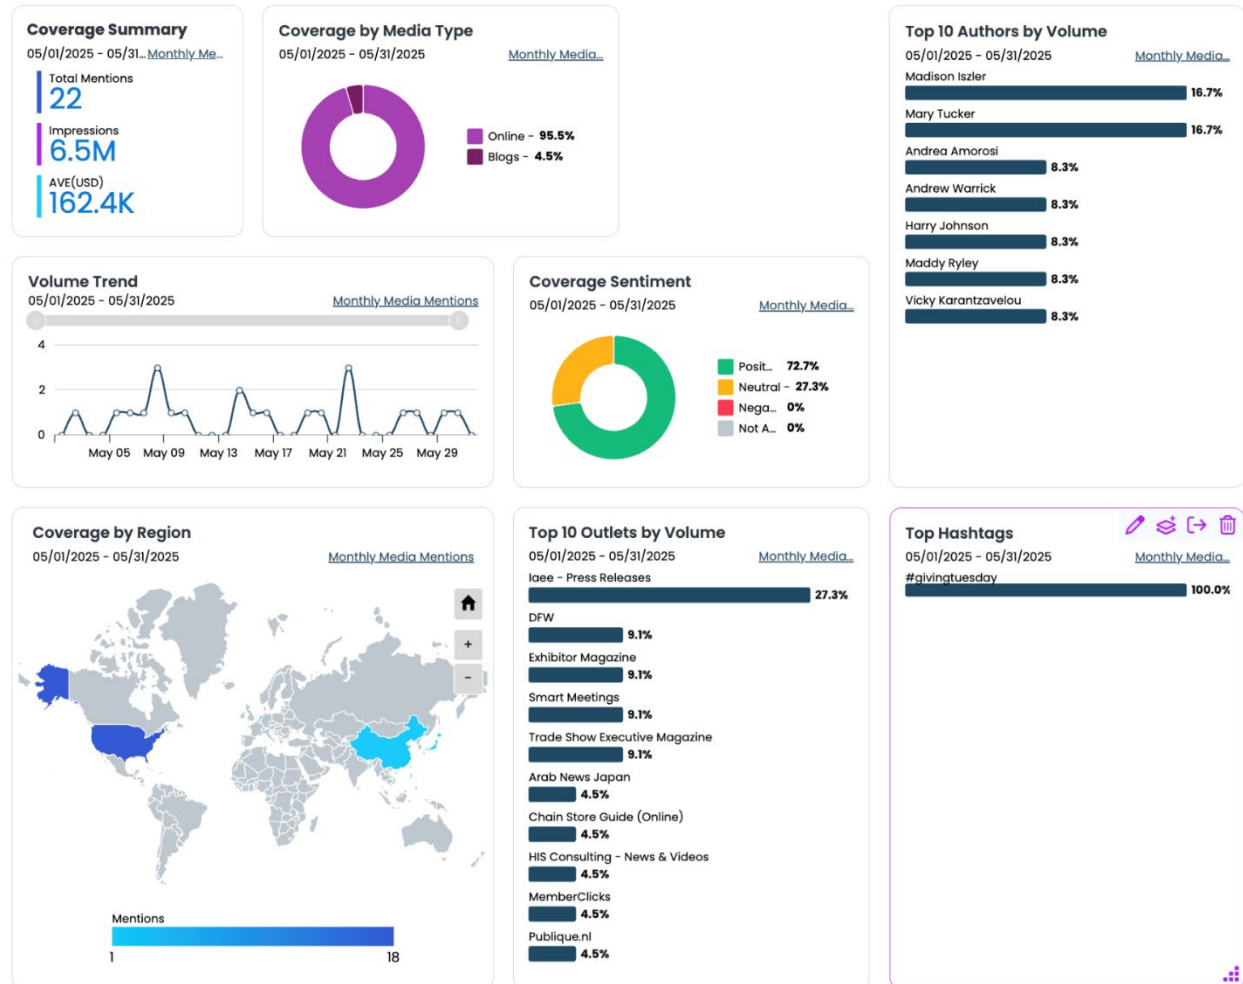 Coverage Summary
05/01/2025 - 05/31... Monthly Me...
Total Mentions
22
Impressions
6.5M
AVE(USD)
162.4K
Coverage by Media Type
05/01/2025 - 05/31/2025 Monthly Media...
Online - 95.5%
Blogs - 4.5%
Top 10 Authors by Volume
05/01/2025 - 05/31/2025 Monthly Media...
Madison Iszler
16.7%
Mary Tucker
16.7%
Andrea Amorosi
8.3%
Andrew Warrick
8.3%
Harry Johnson
8.3%
Maddy Ryley
8.3%
Vicky Karantzavelou
8.3%
Volume Trend
05/01/2025 - 05/31/2025 Monthly Media Mentions
4
2
0
May 05 May 09 May 13 May 17 May 21 May 25 May 29
Coverage Sentiment
05/01/2025 - 05/31/2025 Monthly Media...
Posit... 72.7%
Neutral - 27.3%
Nega... 0%
Not A... 0%
Coverage by Region
05/01/2025 - 05/31/2025 Monthly Media Mentions
+
-
Mentions
1 18
Top 10 Outlets by Volume
05/01/2025 - 05/31/2025 Monthly Media...
Iaee - Press Releases
27.3%
DFW
9.1%
Exhibitor Magazine
9.1%
Smart Meetings
9.1%
Trade Show Executive Magazine
9.1%
Arab News Japan
4.5%
Chain Store Guide (Online)
4.5%
HIS Consulting - News & Videos
4.5%
MemberClicks
4.5%
Publique.nl
4.5%
Top Hashtags
05/01/2025 - 05/31/2025 Monthly Media...
#givingtuesday
100.0%